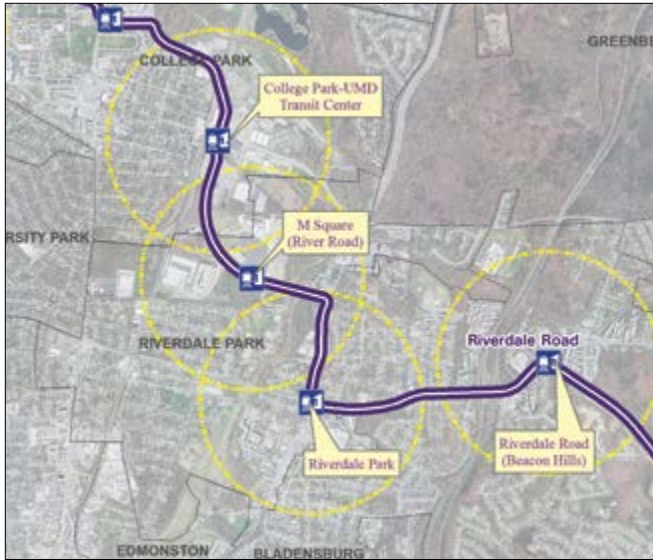 GREENBE
COLLEGE PARK
College Park-UMD
Transit Center
M Square
(River Road)
RSITY PARK
RIVERDALE PARK
Riverdale Road
Riverdale Park
Riverdale Road
(Beacon Hills)
EDMONSTON
BLADENSBURG